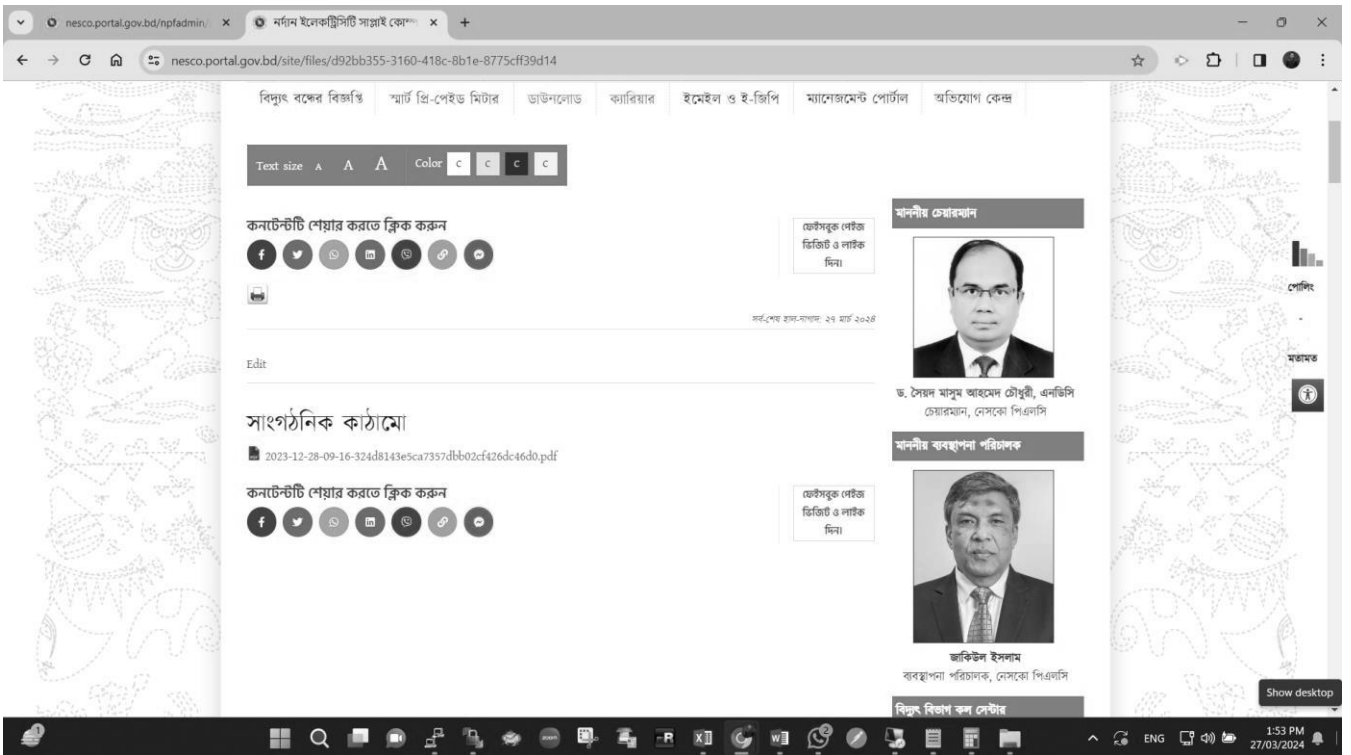 nesco.portal.gov.bd/npfadmin/
নর্দান ইলেকট্রিসিটি সাপ্লাই কোম্প
nesco.portal.gov.bd/site/files/d92bb355-3160-418c-8b1e-8775cff39d14
বিদ্যুৎ বন্ধের বিজ্ঞপ্তি স্মার্ট প্রি-পেইড মিটার ডাউনলোড ক্যারিয়ার ইমেইল ও ই-জিপি ম্যানেজমেন্ট পোর্টাল অভিযোগ কেন্দ্র
Text size A A A Color C C C C
কনটেন্টটি শেয়ার করতে ক্লিক করুন
ফেইসবুক পেইজ
ভিজিট ও লাইক
দিন।
সর্ব-শেষ হাল-নাগাদ: ২৭ মার্চ ২০২৪
Edit
সাংগঠনিক কাঠামো
2023-12-28-09-16-324d8143e5ca7357dbb02cf426dc46d0.pdf
কনটেন্টটি শেয়ার করতে ক্লিক করুন
ফেইসবুক পেইজ
ভিজিট ও লাইক
দিন।
মাননীয় চেয়ারম্যান
ড. সৈয়দ মাসুম আহমেদ চৌধুরী, এনডিসি
চেয়ারম্যান, নেসকো পিএলসি
মাননীয় ব্যবস্থাপনা পরিচালক
জাকিউল ইসলাম
ব্যবস্থাপনা পরিচালক, নেসকো পিএলসি
বিদ্যুৎ বিভাগ কল সেন্টার
পোলিং
-
মতামত
Show desktop
ENG
1:53 PM
27/03/2024